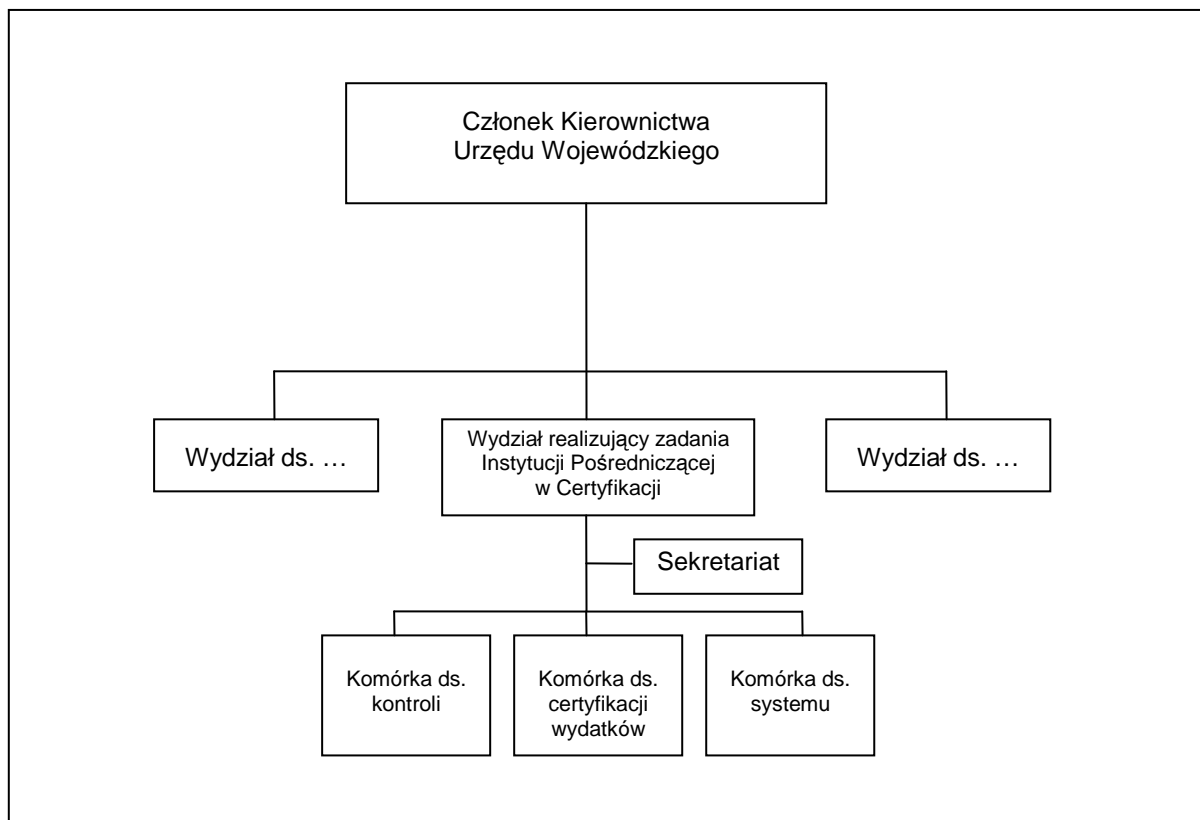 Członek Kierownictwa
Urzędu Wojewódzkiego
Wydział ds. …
Wydział realizujący zadania
Instytucji Pośredniczącej
w Certyfikacji
Wydział ds. …
Sekretariat
Komórka ds.
kontroli
Komórka ds.
certyfikacji
wydatków
Komórka ds.
systemu